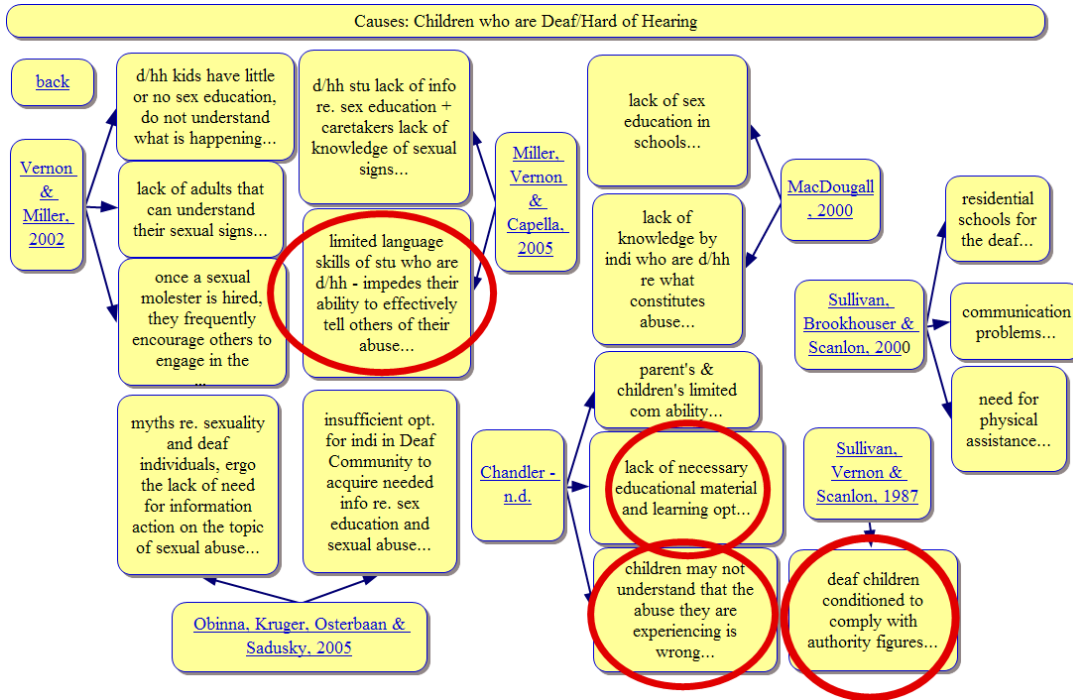 Causes: Children who are Deaf/Hard of Hearing
back
Vernon
&
Miller,
2002
d/hh kids have little
or no sex education,
do not understand
what is happening...
lack of adults that
can understand
their sexual signs...
once a sexual
molester is hired,
they frequently
encourage others to
engage in the
...
d/hh stu lack of info
re. sex education +
caretakers lack of
knowledge of sexual
signs...
limited language
skills of stu who are
d/hh - impedes their
ability to effectively
tell others of their
abuse...
Miller,
Vernon
&
Capella,
2005
lack of sex
education in
schools...
lack of
knowledge by
indi who are d/hh
re what
constitutes
abuse...
MacDougall
, 2000
Sullivan,
Brookhouser &
Scanlon, 2000
residential
schools for
the deaf...
communication
problems...
need for
physical
assistance...
myths re. sexuality
and deaf
individuals, ergo
the lack of need
for information
action on the topic
of sexual abuse...
insufficient opt.
for indi in Deaf
Community to
acquire needed
info re. sex
education and
sexual abuse...
Obinna, Kruger, Osterbaan &
Sadusky, 2005
Chandler -
n.d.
parent's &
children's limited
com ability...
lack of necessary
educational material
and learning opt...
children may not
understand that the
abuse they are
experiencing is
wrong...
Sullivan,
Vernon &
Scanlon, 1987
deaf children
conditioned to
comply with
authority figures...